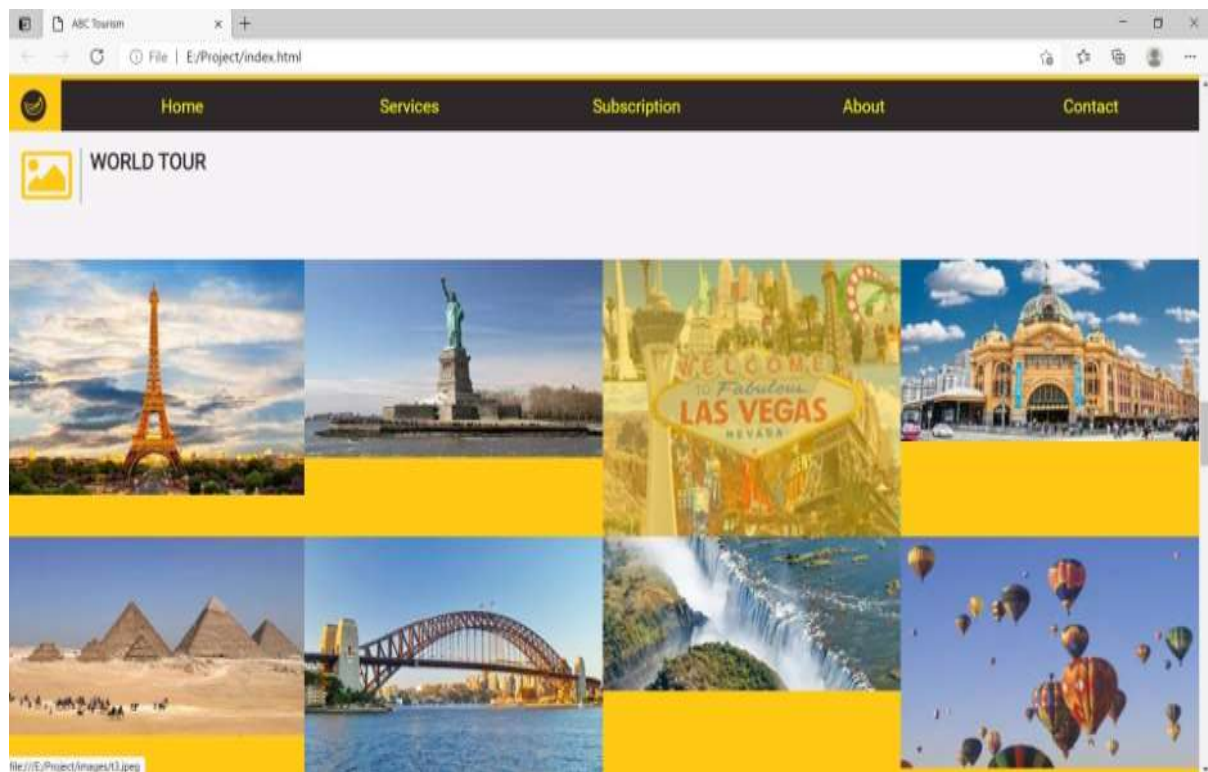 ABC Tourism
File | E:/Project/index.html
Home Services Subscription About Contact
WORLD TOUR
WELCOME
TO Fabulous
LAS VEGAS
NEVADA
file:///E:/Project/images/t3.jpeg